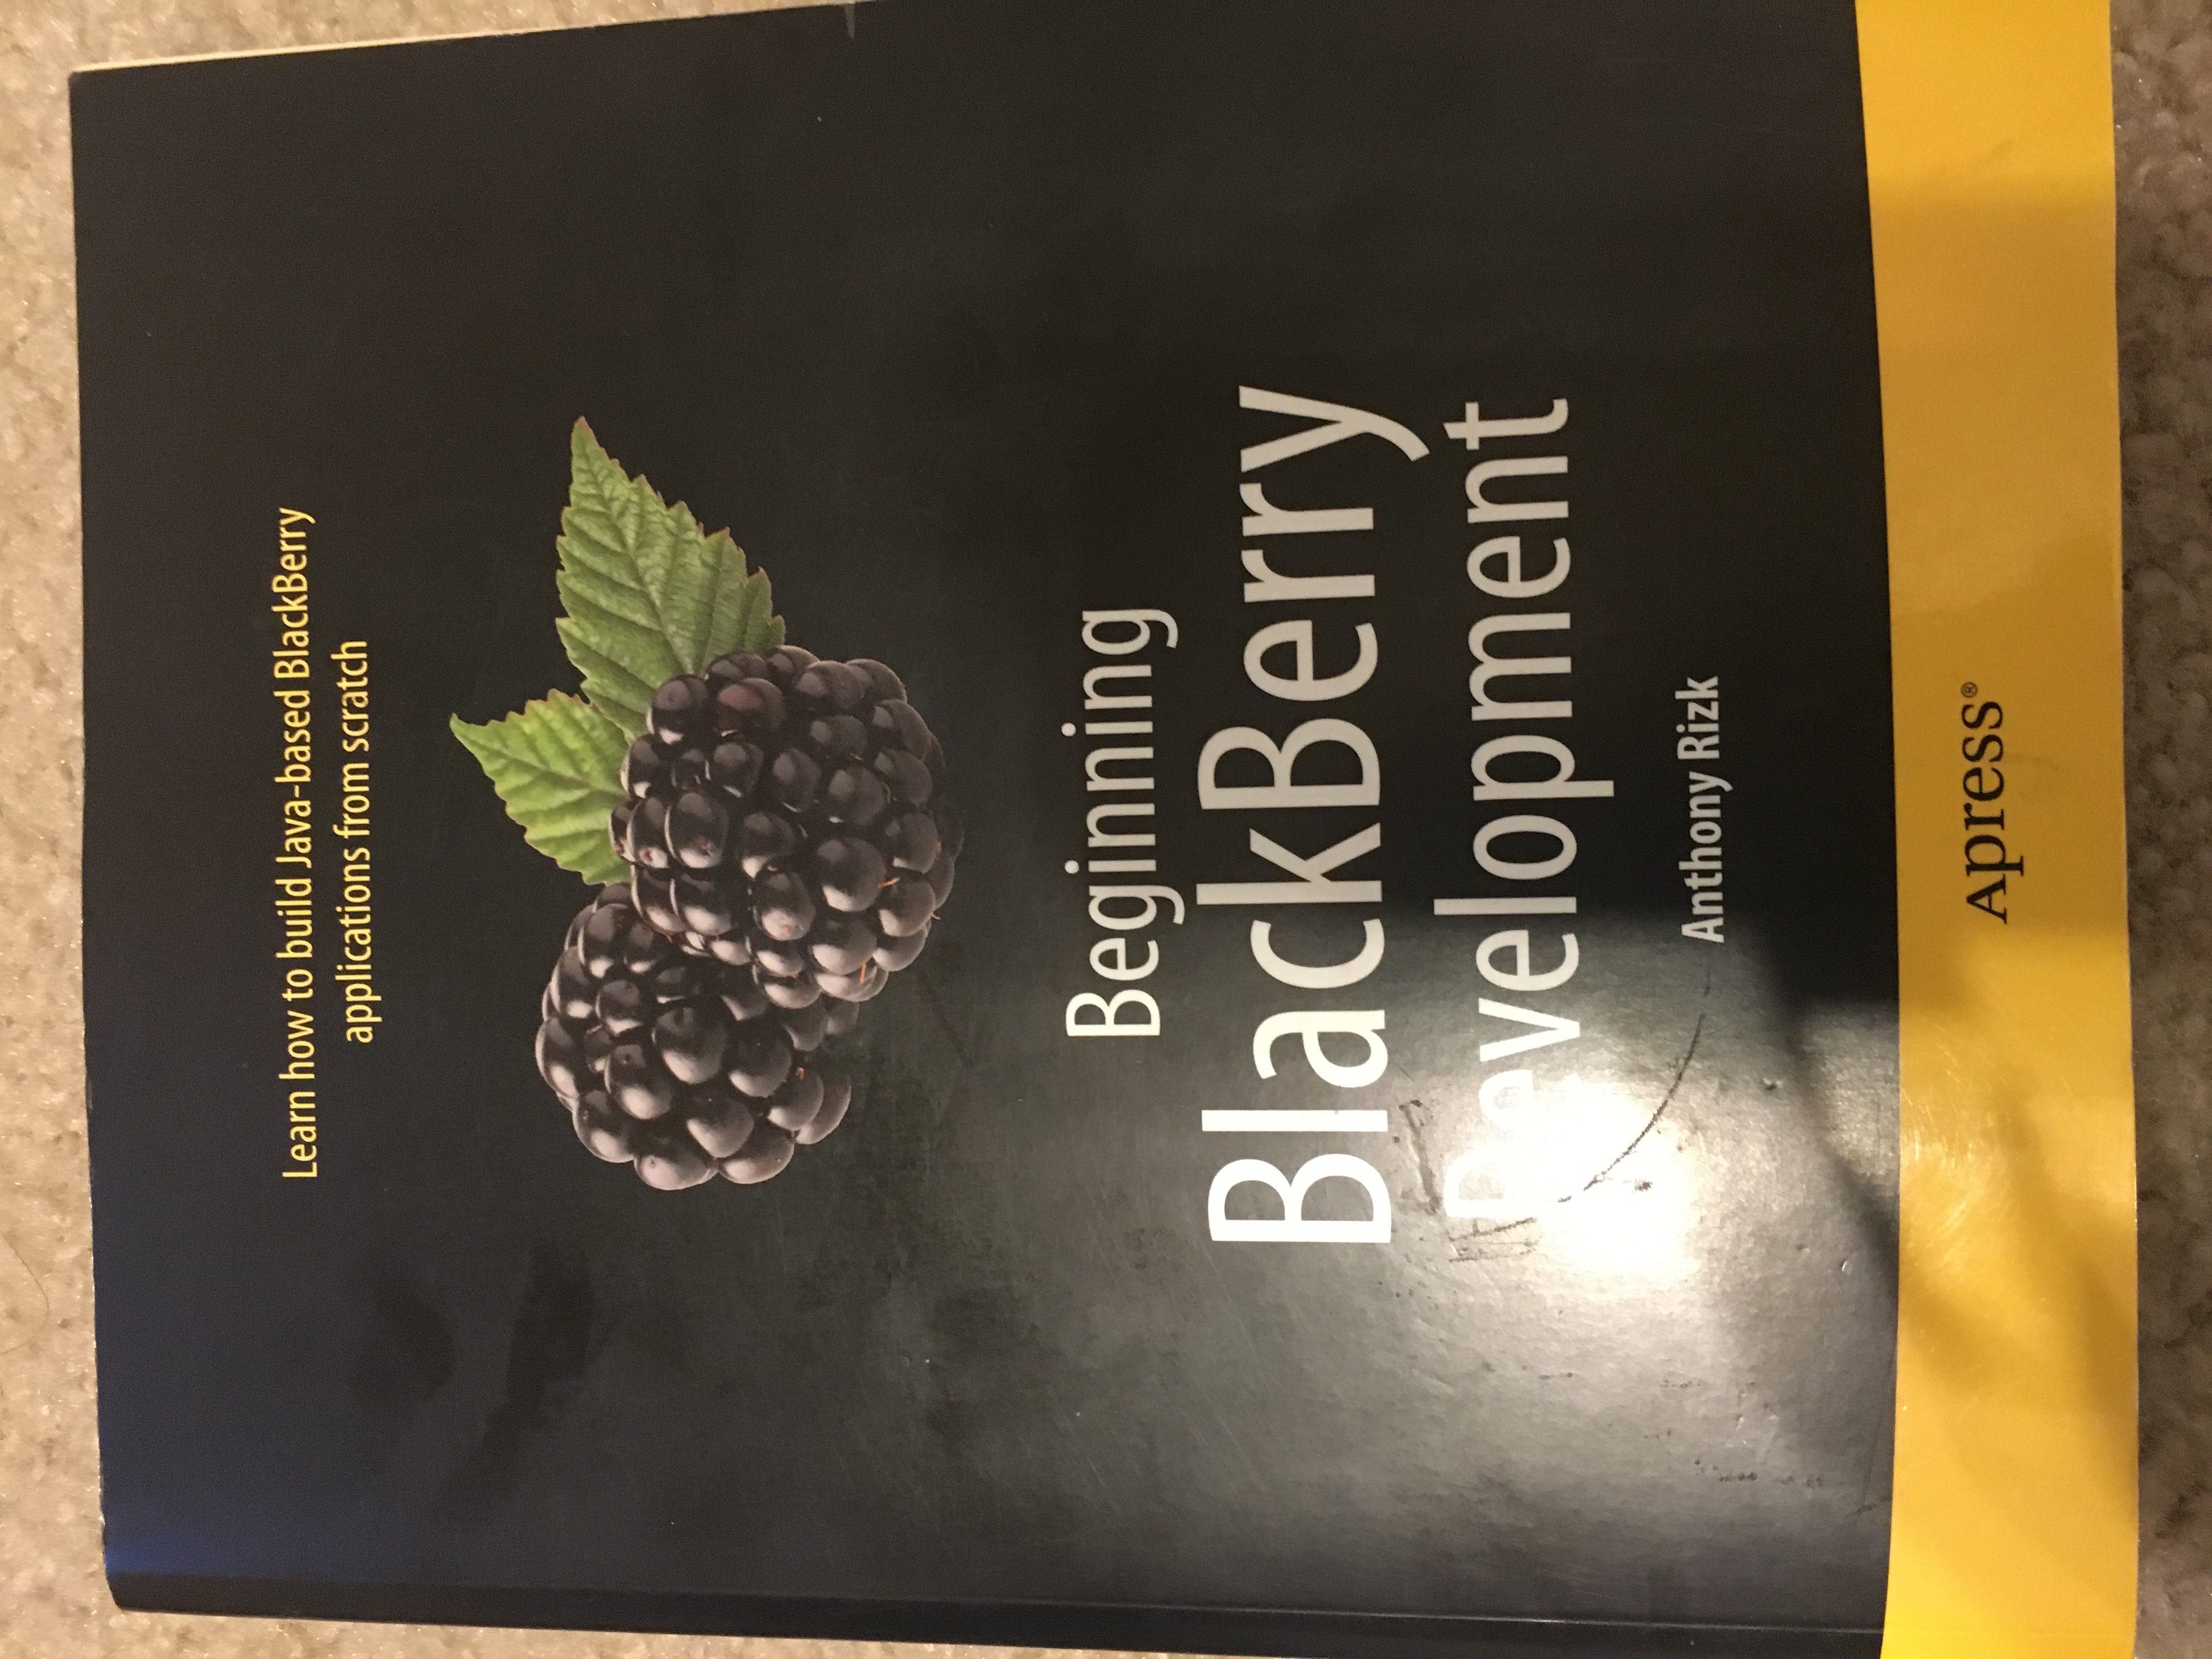 Learn how to build Java-based BlackBerry
applications from scratch
Beginning
BlackBerry
Development
Anthony Rizk
Apress®